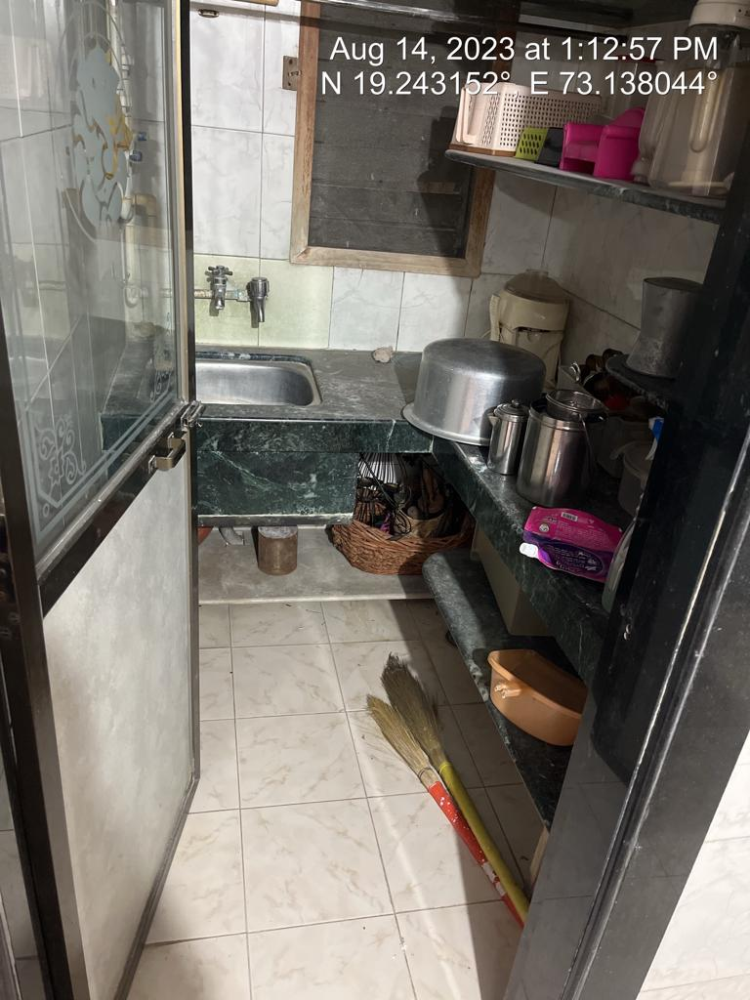 Aug 14, 2023 at 1:12:57 PM
N 19.243152° E 73.138044°